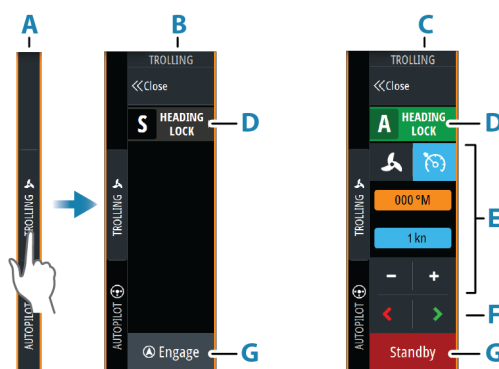 A
B
C
TROLLING
AUTOPILOT
TROLLING
Close
S HEADING
LOCK
D
TROLLING
AUTOPILOT
Engage
G
TROLLING
Close
A HEADING
LOCK
D
TROLLING
AUTOPILOT
000 °M
1 kn
− +
E
< >
F
Standby
G